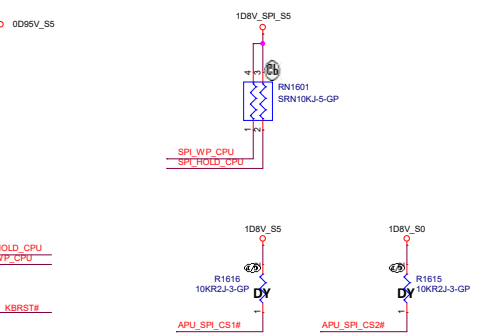 0D95V_S5
1D8V_SPI_S5
4 3
RN1601
SRN10KJ-5-GP
1 2
SPI_WP_CPU
SPI_HOLD_CPU
1D8V_S5
1D8V_S0
HOLD_CPU
WP_CPU
R1616
10KR2J-3-GP
DY
R1615
10KR2J-3-GP
DY
KBRST#
1
1
APU_SPI_CS1#
APU_SPI_CS2#